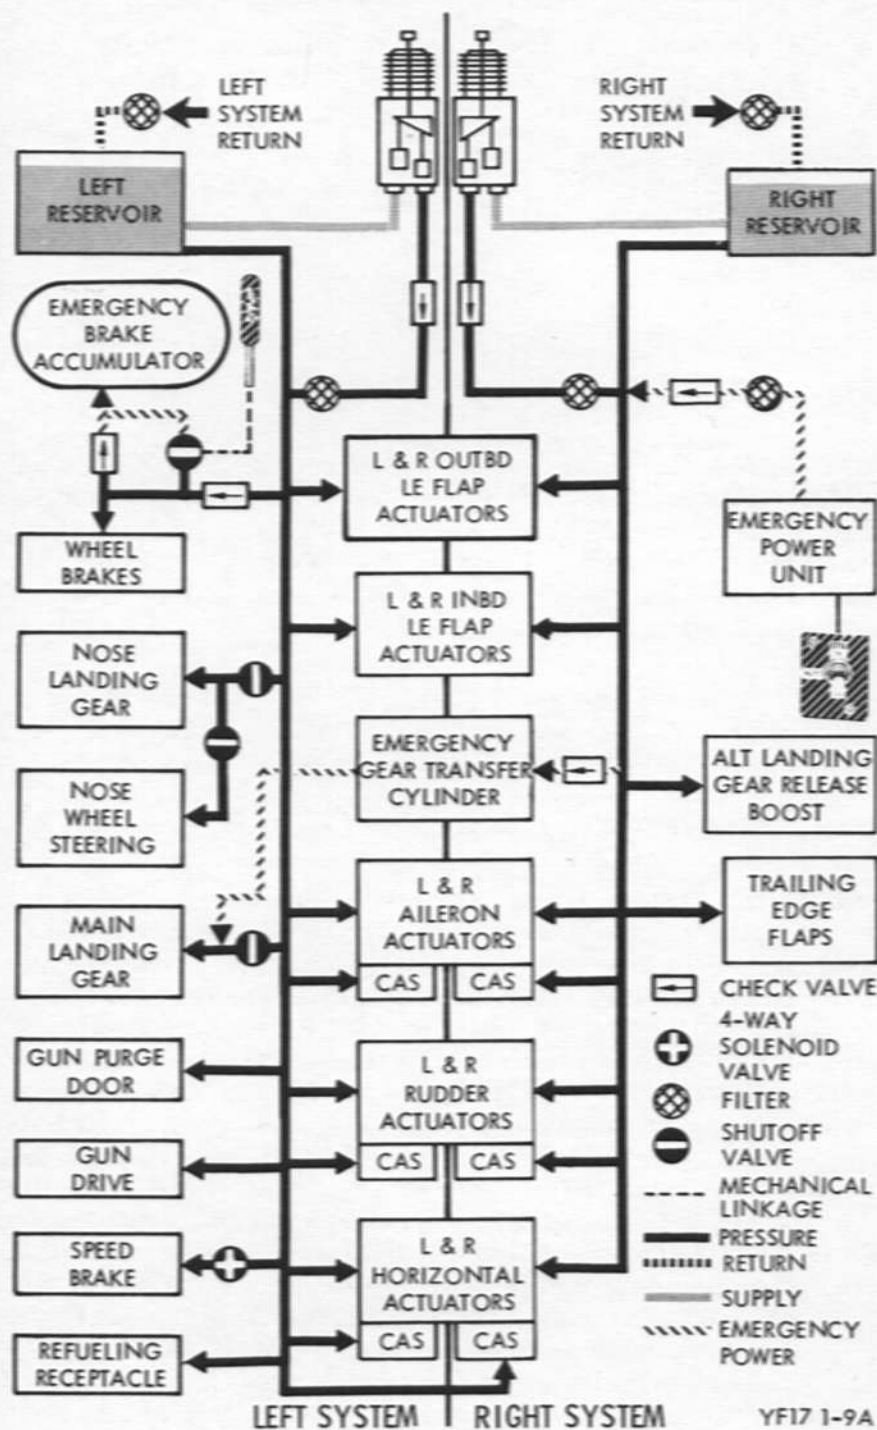 LEFT
SYSTEM
RETURN
RIGHT
SYSTEM
RETURN
LEFT
RESERVOIR
RIGHT
RESERVOIR
EMERGENCY
BRAKE
ACCUMULATOR
L & R OUTBD
LE FLAP
ACTUATORS
EMERGENCY
POWER
UNIT
WHEEL
BRAKES
L & R INBD
LE FLAP
ACTUATORS
NOSE
LANDING
GEAR
EMERGENCY
GEAR TRANSFER
CYLINDER
ALT LANDING
GEAR RELEASE
BOOST
NOSE
WHEEL
STEERING
L & R
AILERON
ACTUATORS
CAS
CAS
TRAILING
EDGE
FLAPS
MAIN
LANDING
GEAR
GUN PURGE
DOOR
L & R
RUDDER
ACTUATORS
CAS
CAS
GUN
DRIVE
SPEED
BRAKE
L & R
HORIZONTAL
ACTUATORS
CAS
CAS
REFUELING
RECEPTACLE
CHECK VALVE
4-WAY
SOLENOID
VALVE
FILTER
SHUTOFF
VALVE
MECHANICAL
LINKAGE
PRESSURE
RETURN
SUPPLY
EMERGENCY
POWER
LEFT SYSTEM
RIGHT SYSTEM
YF17 1-9A